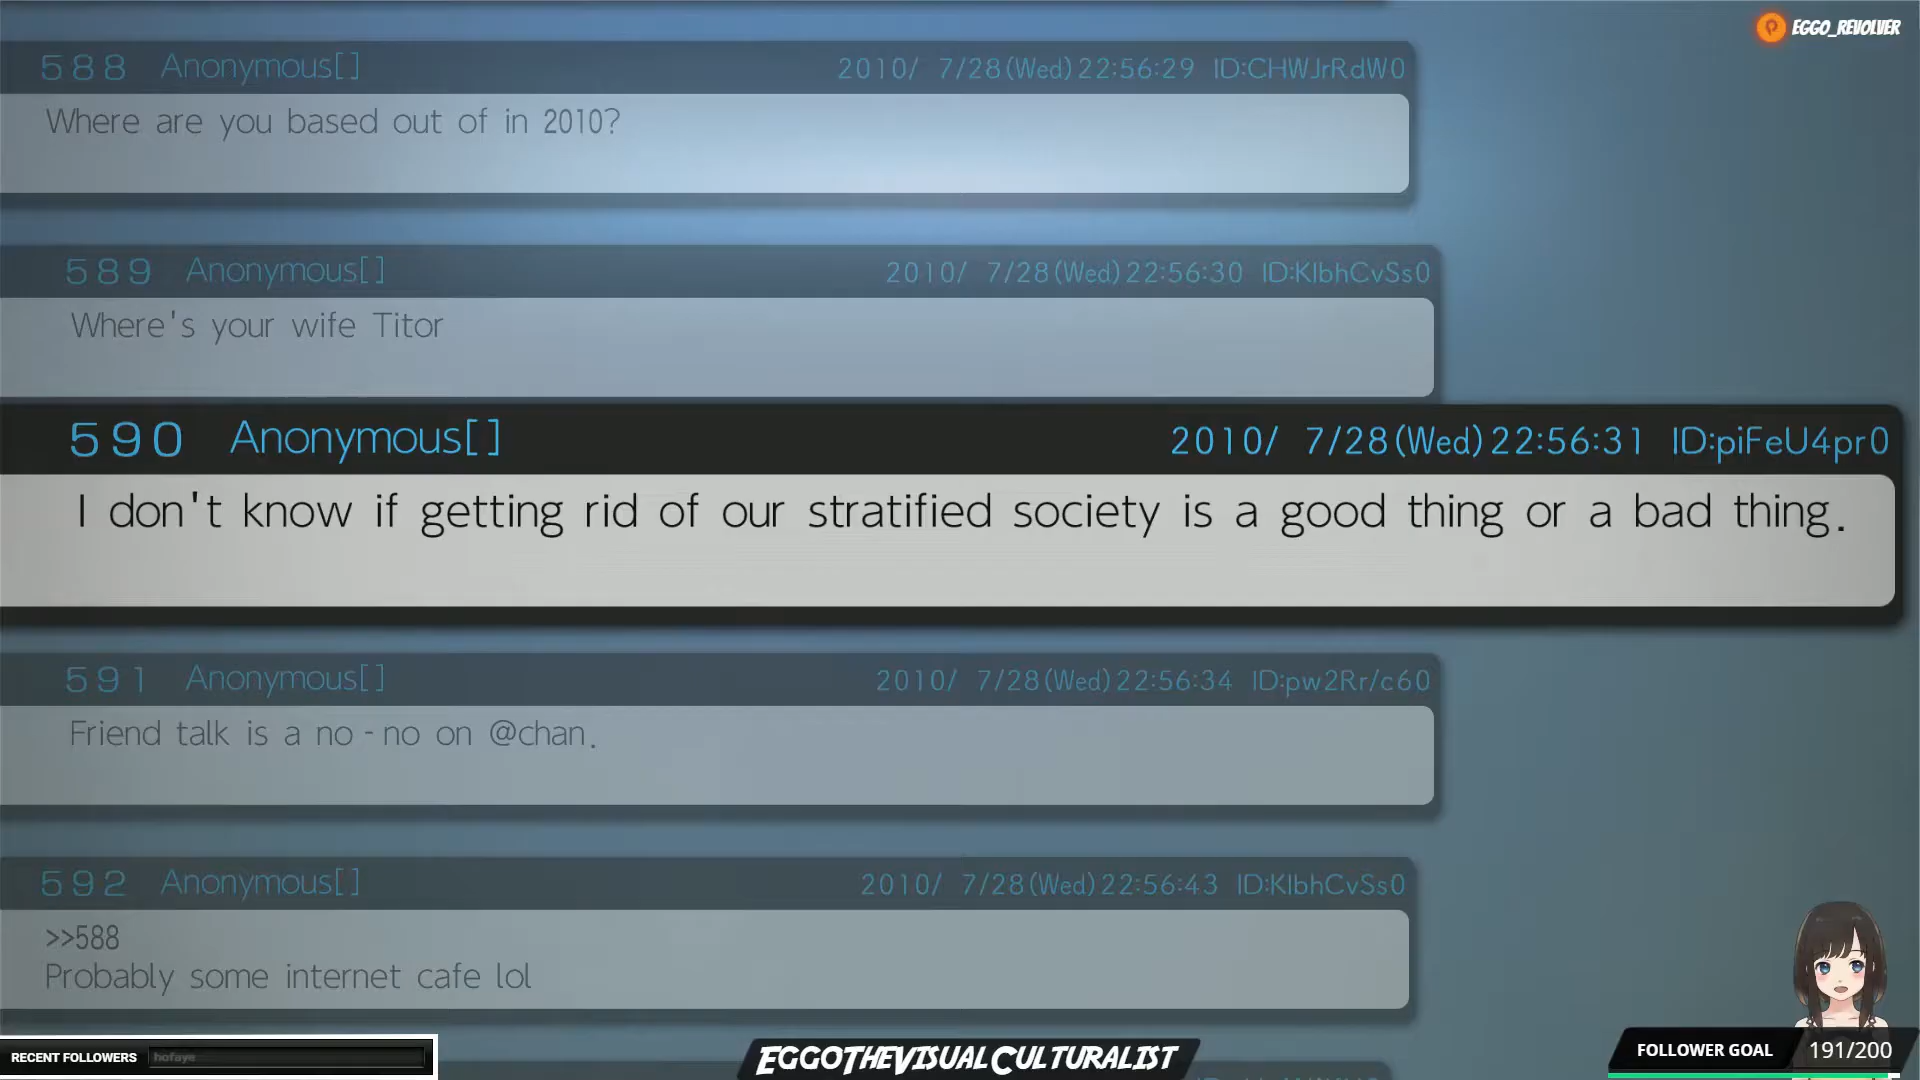 EGGO_REVOLVER
588 Anonymous[] 2010/ 7/28(Wed)22:56:29 ID:CHWJrRdW0
Where are you based out of in 2010?
589 Anonymous[] 2010/ 7/28(Wed)22:56:30 ID:KIbhCvSs0
Where's your wife Titor
590 Anonymous[] 2010/ 7/28(Wed)22:56:31 ID:piFeU4pr0
I don't know if getting rid of our stratified society is a good thing or a bad thing.
591 Anonymous[] 2010/ 7/28(Wed)22:56:34 ID:pw2Rr/c60
Friend talk is a no-no on @chan.
592 Anonymous[] 2010/ 7/28(Wed)22:56:43 ID:KIbhCvSs0
>>588
Probably some internet cafe lol
RECENT FOLLOWERS hofaye
EGGOTHEVISUALCULTURALIST
FOLLOWER GOAL 191/200